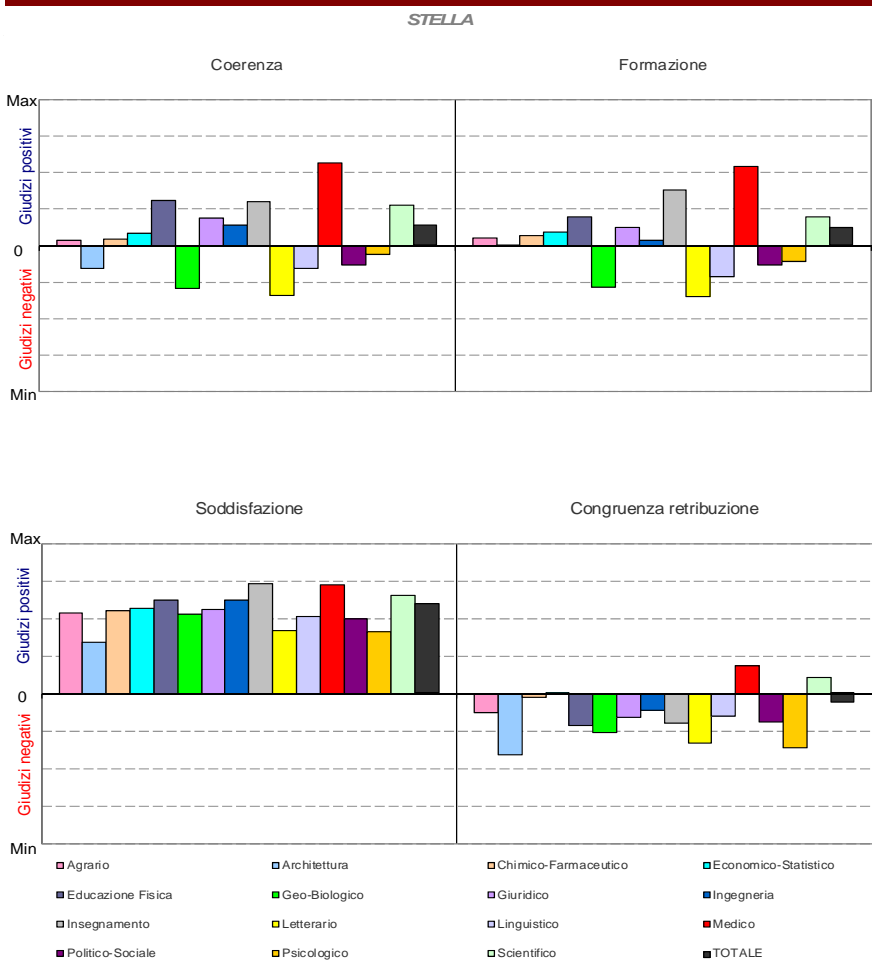 STELLA
Coerenza Formazione
Max
Giudizi positivi
0
Giudizi negativi
Min
Soddisfazione Congruenza retribuzione
Max
Giudizi positivi
0
Giudizi negativi
Min
Agrario Architettura Chimico-Farmaceutico Economico-Statistico
Educazione Fisica Geo-Biologico Giuridico Ingegneria
Insegnamento Letterario Linguistico Medico
Politico-Sociale Psicologico Scientifico TOTALE